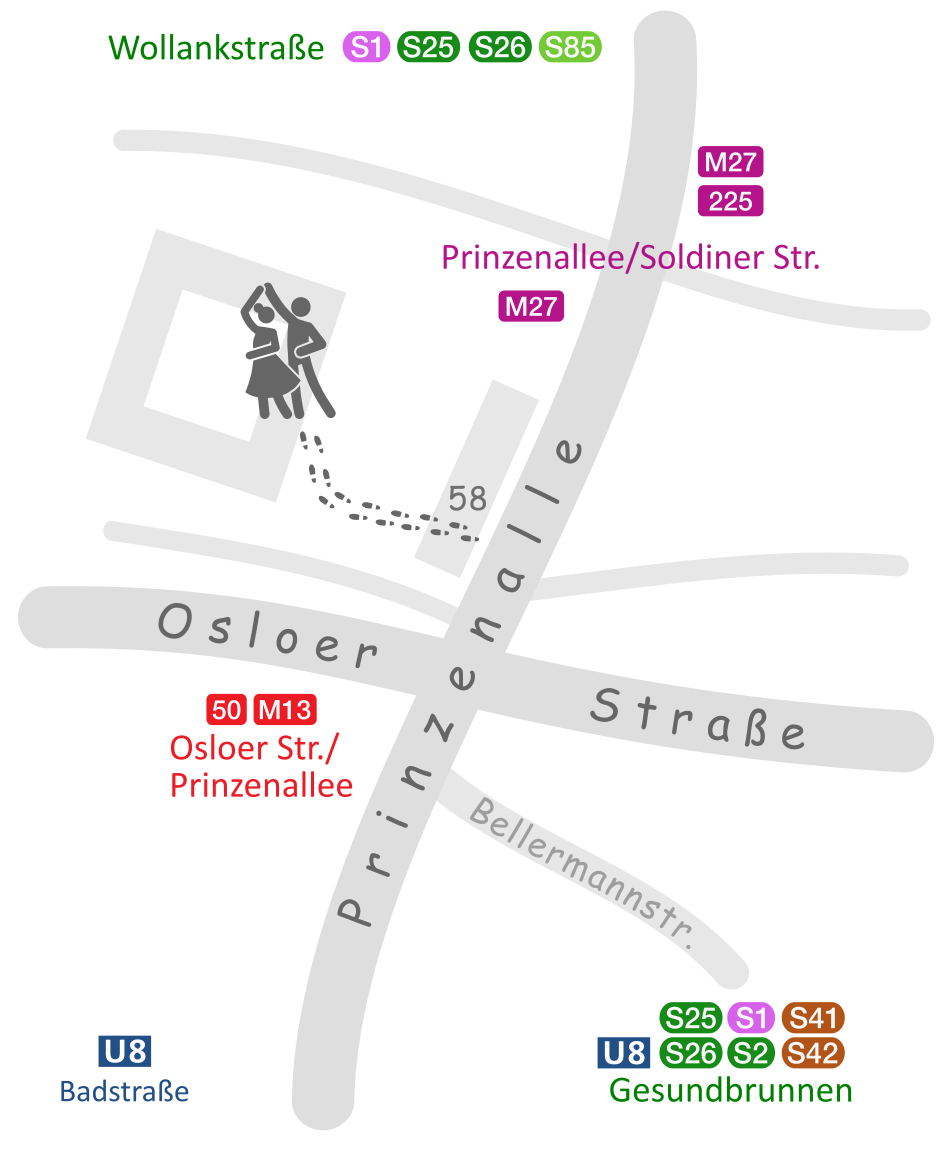 Wollankstraße S1 S25 S26 S85
M27
225
Prinzenallee/Soldiner Str.
M27
58
Prinzenalle
Osloer Straße
50 M13
Osloer Str./
Prinzenallee
Bellermannstr.
U8
Badstraße
S25 S1 S41
U8 S26 S2 S42
Gesundbrunnen